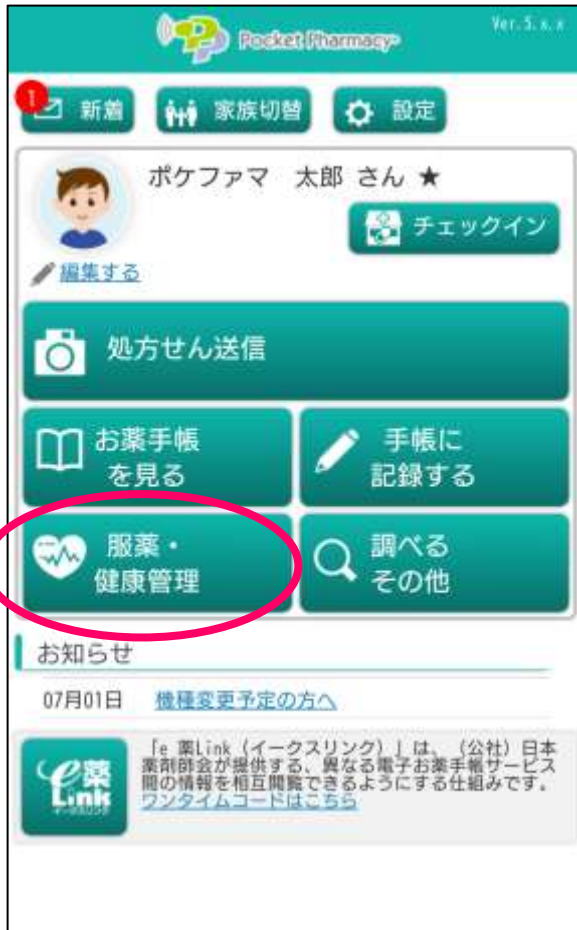 Pocket Pharmacy
Ver.5.x.x
1
新着
家族切替
設定
ポケファマ 太郎 さん ★
チェックイン
編集する
処方せん送信
お薬手帳
を見る
手帳に
記録する
服薬・
健康管理
調べる
その他
お知らせ
07月01日 機種変更予定の方へ
e薬
Link
イークスリンク
「e 薬Link(イークスリンク)」は、(公社)日本
薬剤師会が提供する、異なる電子お薬手帳サービス
間の情報を相互閲覧できるようにする仕組みです。
ワンタイムコードはこちら